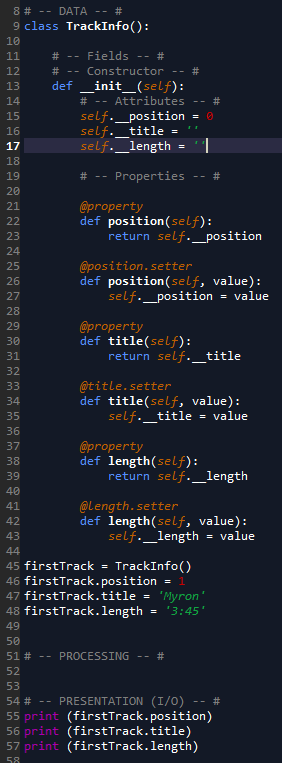 8 # -- DATA -- #
9 class TrackInfo():
10
11     # -- Fields -- #
12     # -- Constructor -- #
13     def __init__(self):
14         # -- Attributes -- #
15         self.__position = 0
16         self.__title = ''
17         self.__length = ''
18
19         # -- Properties -- #
20
21         @property
22         def position(self):
23             return self.__position
24
25         @position.setter
26         def position(self, value):
27             self.__position = value
28
29         @property
30         def title(self):
31             return self.__title
32
33         @title.setter
34         def title(self, value):
35             self.__title = value
36
37         @property
38         def length(self):
39             return self.__length
40
41         @length.setter
42         def length(self, value):
43             self.__length = value
44
45 firstTrack = TrackInfo()
46 firstTrack.position = 1
47 firstTrack.title = 'Myron'
48 firstTrack.length = '3:45'
49
50
51 # -- PROCESSING -- #
52
53
54 # -- PRESENTATION (I/O) -- #
55 print (firstTrack.position)
56 print (firstTrack.title)
57 print (firstTrack.length)
58